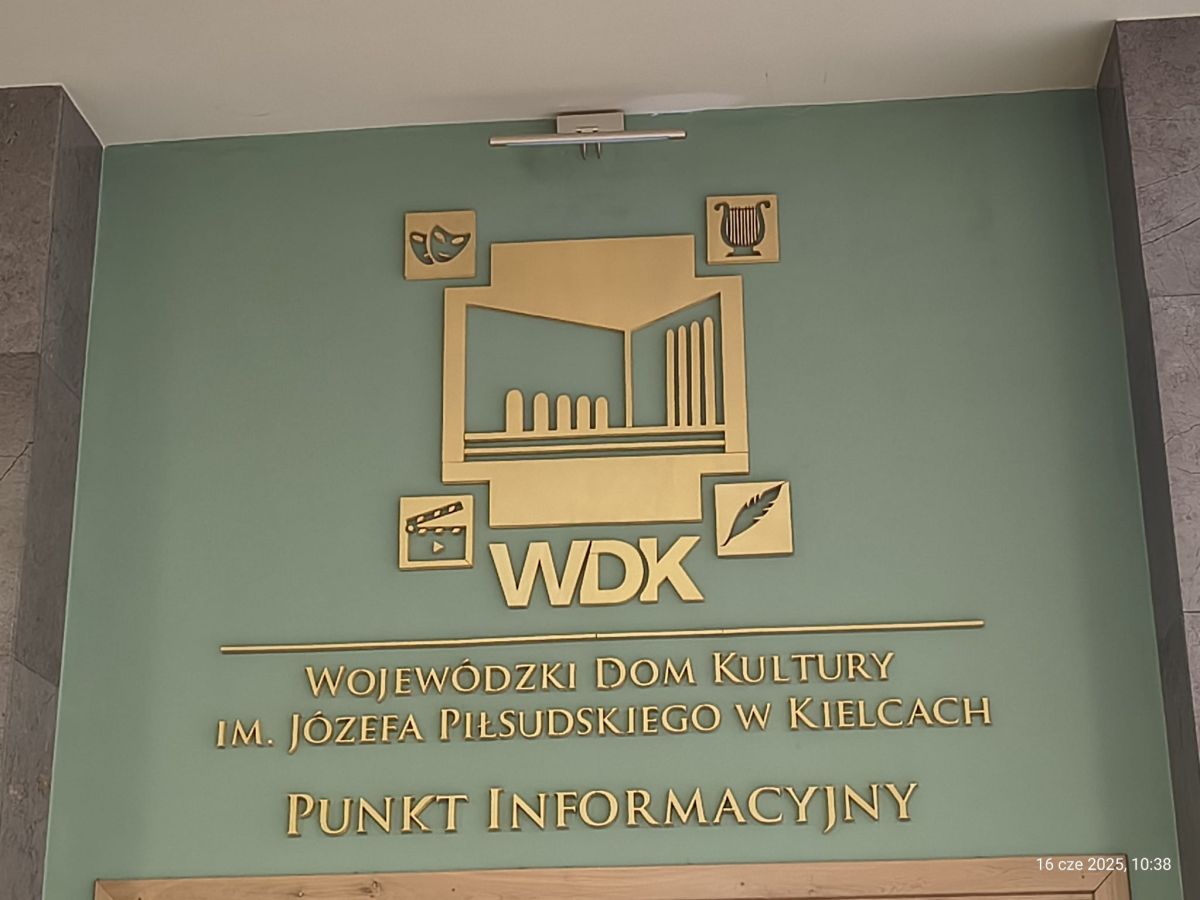 WDK
Wojewódzki Dom Kultury
im. Józefa Piłsudskiego w Kielcach
Punkt Informacyjny
16 cze 2025, 10:38